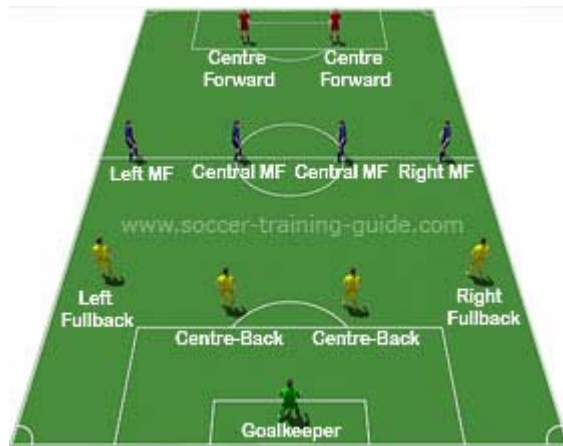 Centre
Forward
Centre
Forward
Left MF
Central MF
Central MF
Right MF
www.soccer-training-guide.com
Left
Fullback
Right
Fullback
Centre-Back
Centre-Back
Goalkeeper